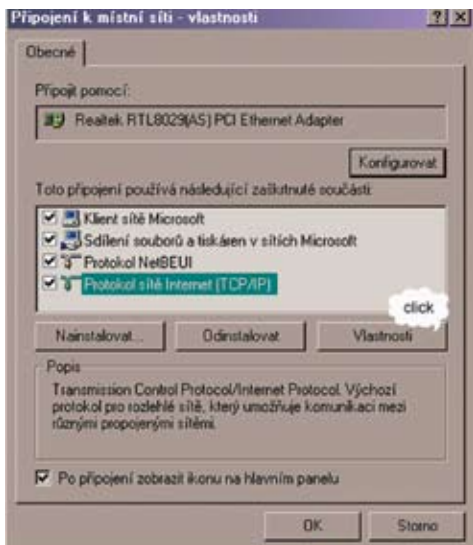 Připojení k místní síti - vlastnosti
Obecné
Připojit pomocí:
Realtek RTL8029(AS) PCI Ethernet Adapter
Konfigurovat
Toto připojení používá následující zaškrtnuté součásti:
Klient sítě Microsoft
Sdílení souborů a tiskáren v sítích Microsoft
Protokol NetBEUI
Protokol sítě Internet (TCP/IP)
click
Nainstalovat... Odinstalovat Vlastnosti
Popis
Transmission Control Protocol/Internet Protocol. Výchozí
protokol pro rozlehlé sítě, který umožňuje komunikaci mezi
různými propojenými sítěmi.
Po připojení zobrazit ikonu na hlavním panelu
OK Storno